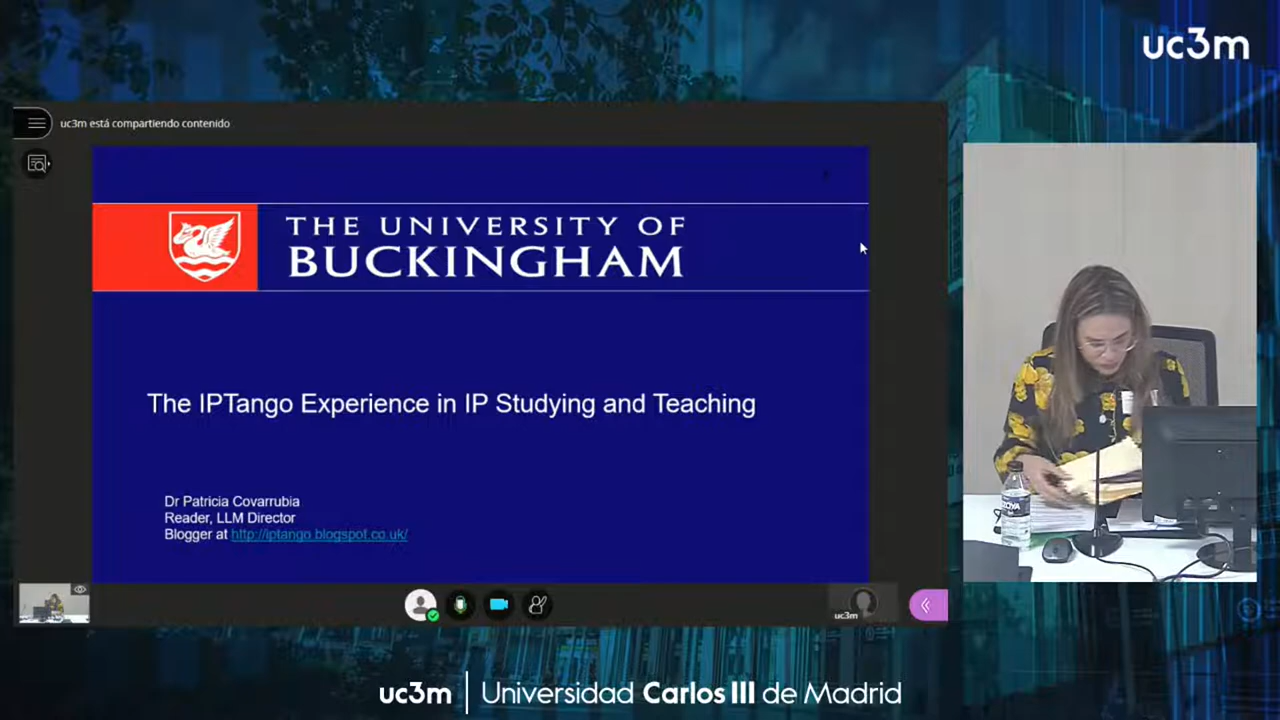 uc3m
uc3m está compartiendo contenido
THE UNIVERSITY OF
BUCKINGHAM
The IPTango Experience in IP Studying and Teaching
Dr Patricia Covarrubia
Reader, LLM Director
Blogger at http://iptango.blogspot.co.uk/
uc3m
uc3m | Universidad Carlos III de Madrid